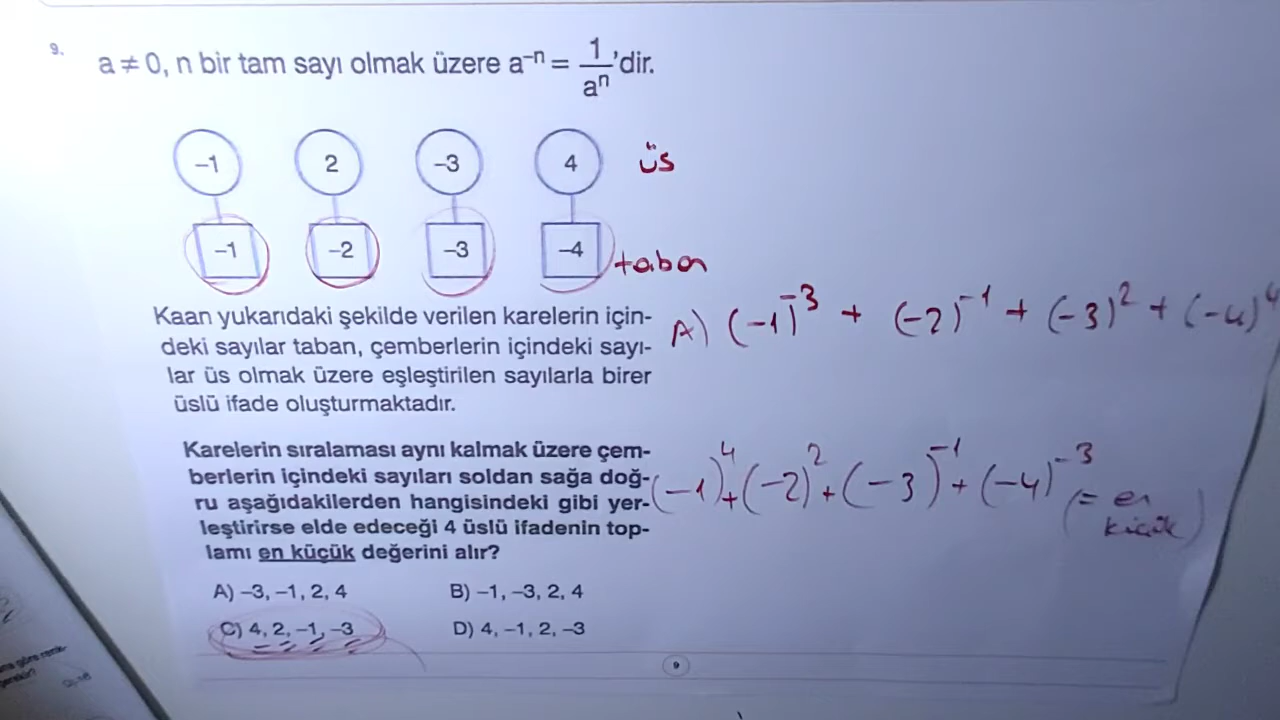 9.
a ≠ 0, n bir tam sayı olmak üzere a⁻ⁿ = 1/aⁿ 'dir.
–1 2 –3 4 üs
–1 –2 –3 –4 taban
Kaan yukarıdaki şekilde verilen karelerin için-
deki sayılar taban, çemberlerin içindeki sayı-
lar üs olmak üzere eşleştirilen sayılarla birer
üslü ifade oluşturmaktadır.
A) (-1)⁻³ + (-2)⁻¹ + (-3)² + (-4)⁴
Karelerin sıralaması aynı kalmak üzere çem-
berlerin içindeki sayıları soldan sağa doğ-
ru aşağıdakilerden hangisindeki gibi yer-
leştirirse elde edeceği 4 üslü ifadenin top-
lamı en küçük değerini alır?
(-1)⁴ + (-2)² + (-3)⁻¹ + (-4)⁻³ (= en
küçük)
A) –3, –1, 2, 4 B) –1, –3, 2, 4
C) 4, 2, –1, –3 D) 4, –1, 2, –3
9